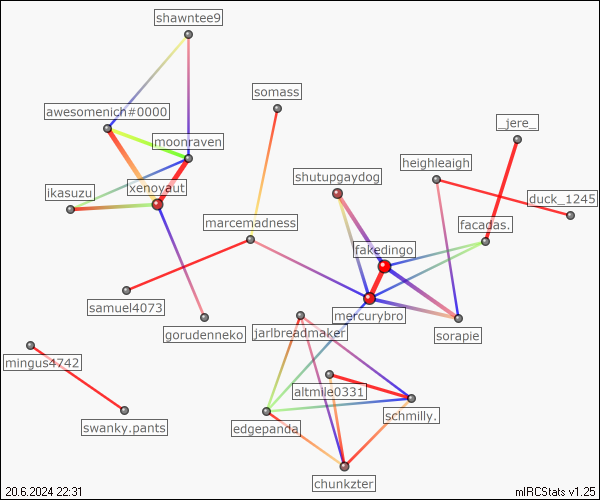 shawntee9
somass
awesomenich#0000
_jere_
moonraven
heighleaigh
shutupgaydog
ikasuzu
xenoyaut
duck_1245
marcemadness
facadas.
fakedingo
samuel4073
mercurybro
gorudenneko
jarlbreadmaker
sorapie
mingus4742
altmile0331
schmilly.
swanky.pants
edgepanda
chunkzter
20.6.2024 22:31
mIRCStats v1.25